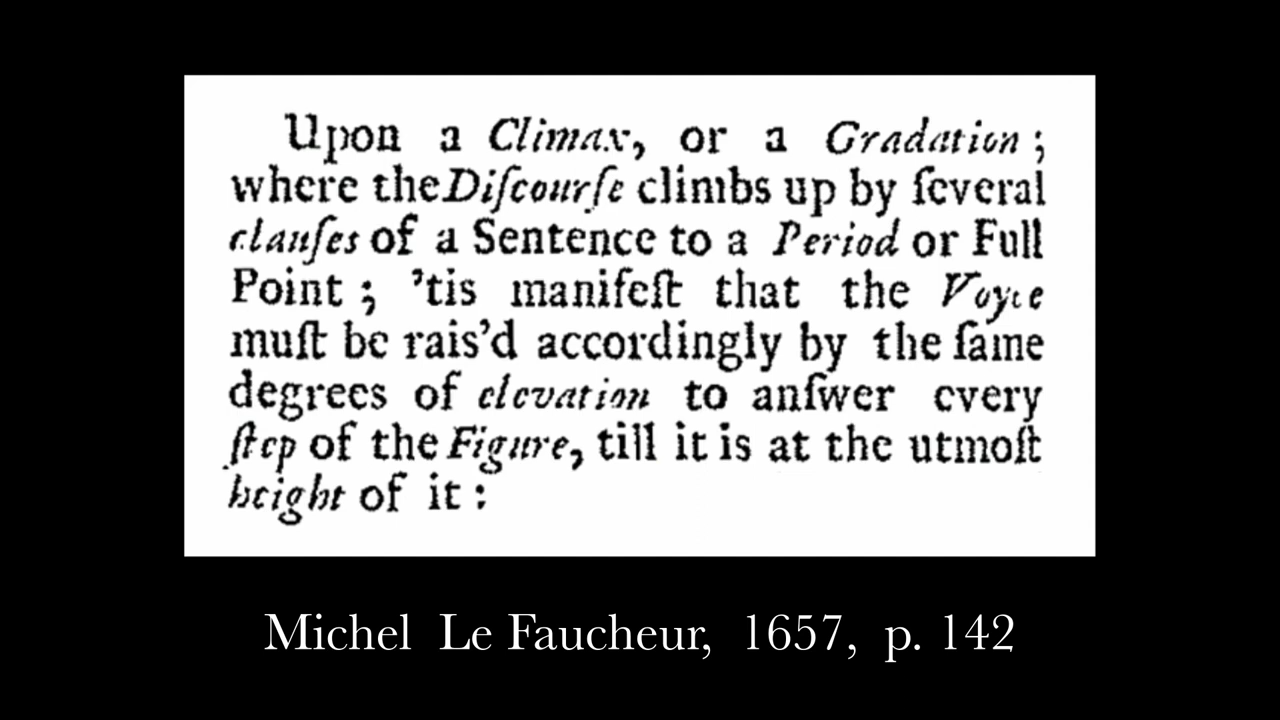 Upon a Climax, or a Gradation ;
where the Diſcourſe climbs up by ſeveral
clauſes of a Sentence to a Period or Full
Point ; 'tis manifeſt that the Voyce
muſt be rais'd accordingly by the ſame
degrees of elevation to anſwer every
ſtep of the Figure, till it is at the utmoſt
height of it :
Michel Le Faucheur, 1657, p. 142